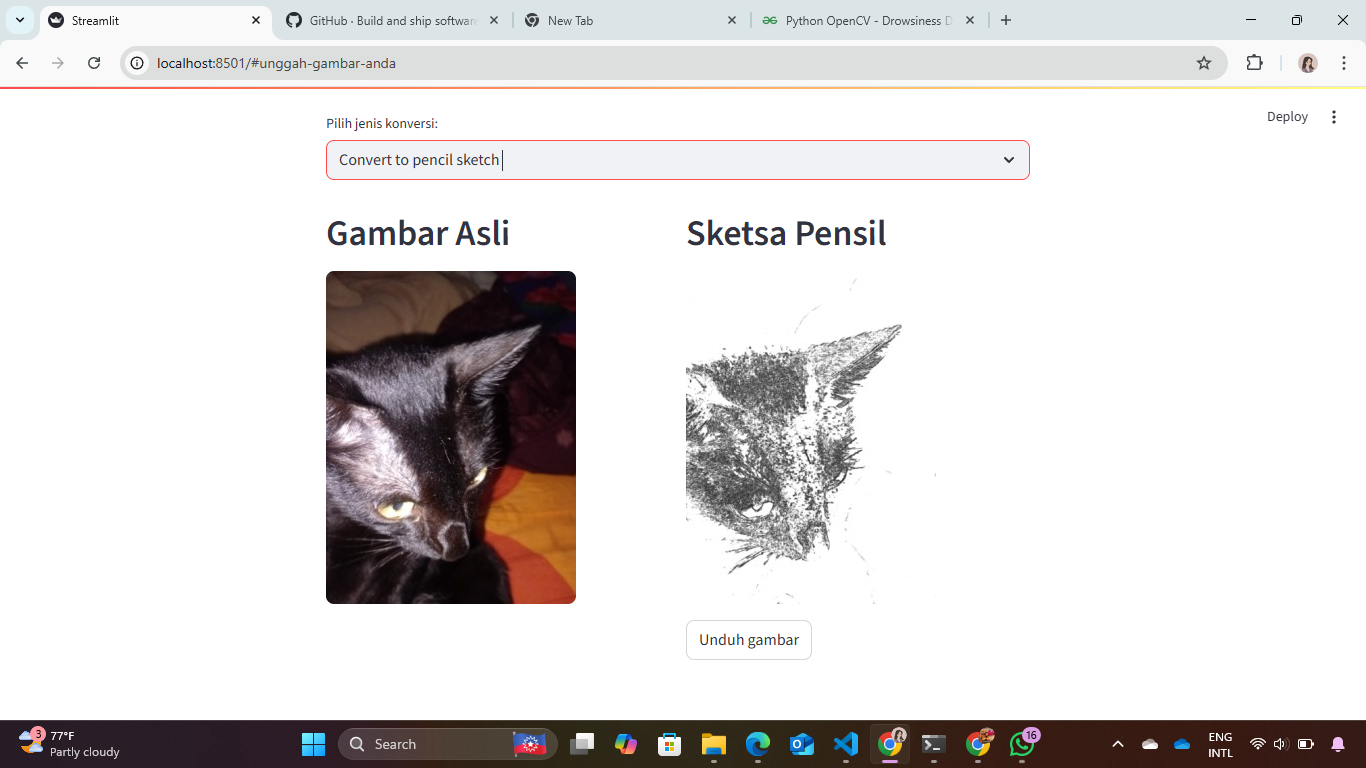 Streamlit
GitHub · Build and ship software
New Tab
Python OpenCV - Drowsiness D
localhost:8501/#unggah-gambar-anda
Deploy
Pilih jenis konversi:
Convert to pencil sketch
Gambar Asli
Sketsa Pensil
Unduh gambar
3
77°F
Partly cloudy
Search
16
ENG
INTL